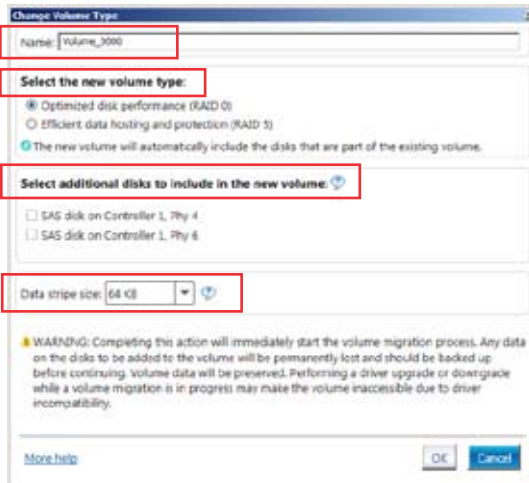 Change Volume Type
Name: Volume_3000
Select the new volume type:
Optimized disk performance (RAID 0)
Efficient data hosting and protection (RAID 5)
The new volume will automatically include the disks that are part of the existing volume.
Select additional disks to include in the new volume:
SAS disk on Controller 1, Phy 4
SAS disk on Controller 1, Phy 6
Data stripe size: 64 KB
WARNING: Completing this action will immediately start the volume migration process. Any data
on the disks to be added to the volume will be permanently lost and should be backed up
before continuing. Volume data will be preserved. Performing a driver upgrade or downgrade
while a volume migration is in progress may make the volume inaccessible due to driver
incompatibility.
More help
OK
Cancel